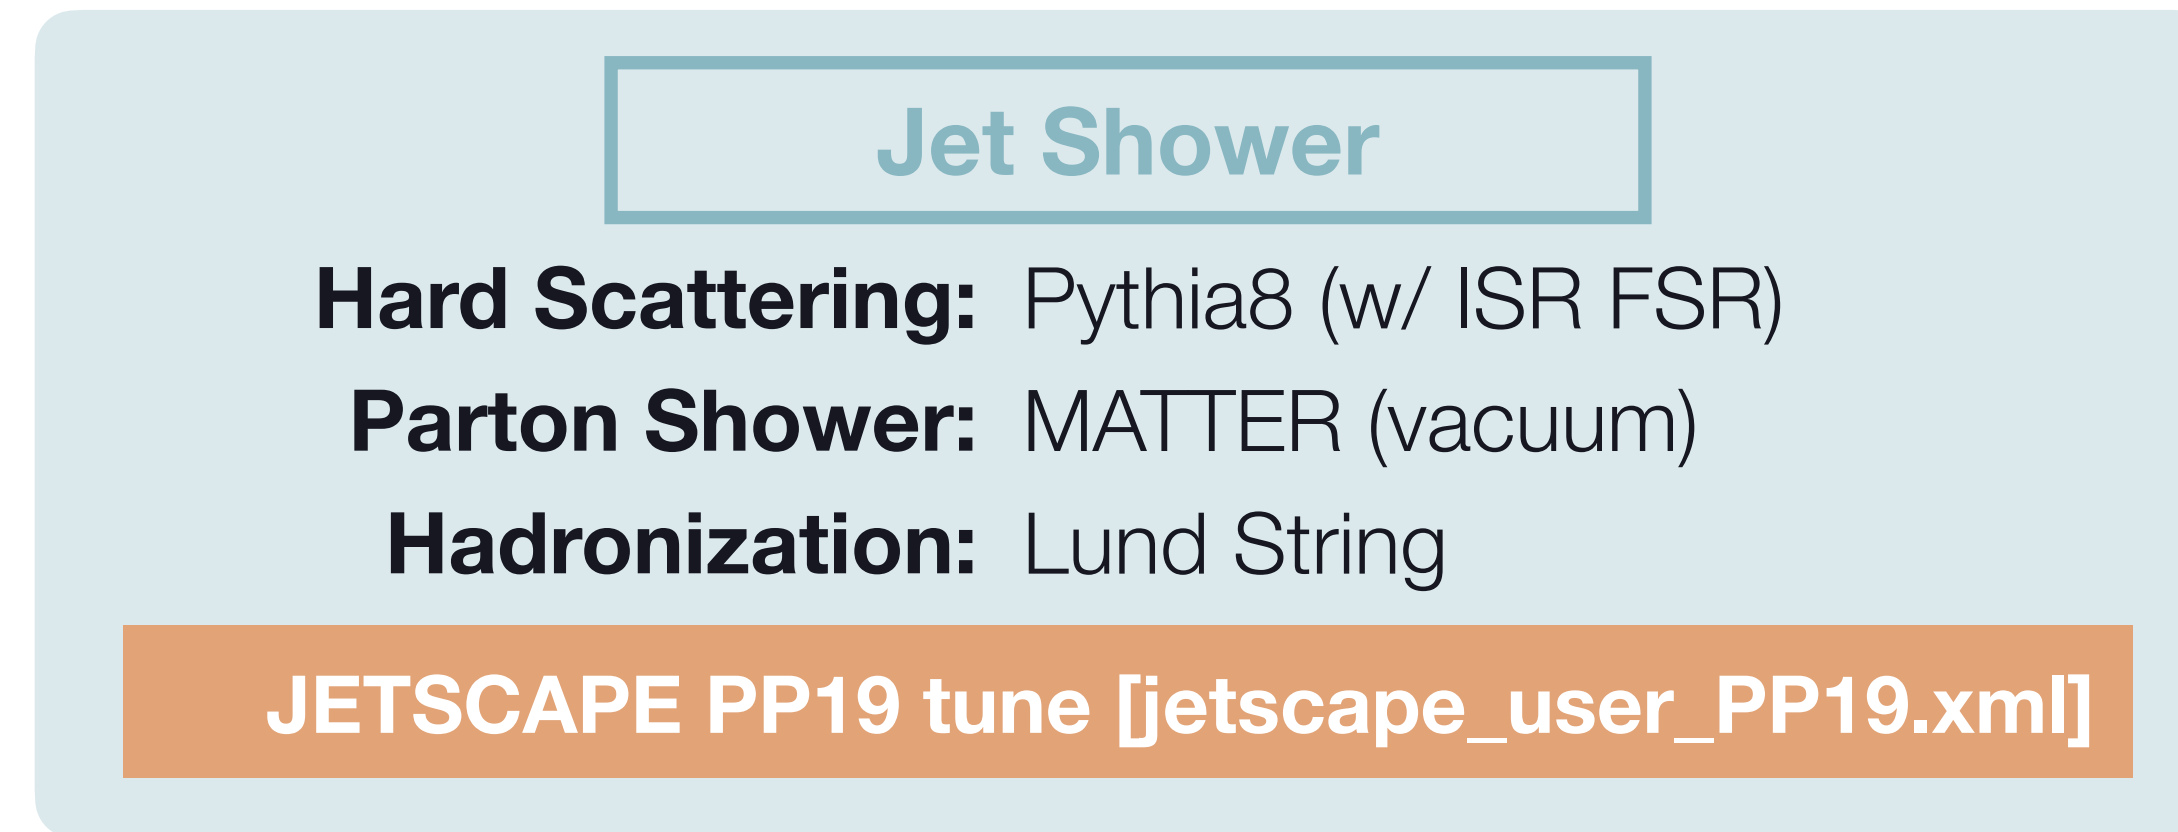 Jet Shower
Hard Scattering: Pythia8 (w/ ISR FSR)
Parton Shower: MATTER (vacuum)
Hadronization: Lund String
JETSCAPE PP19 tune [jetscape_user_PP19.xml]